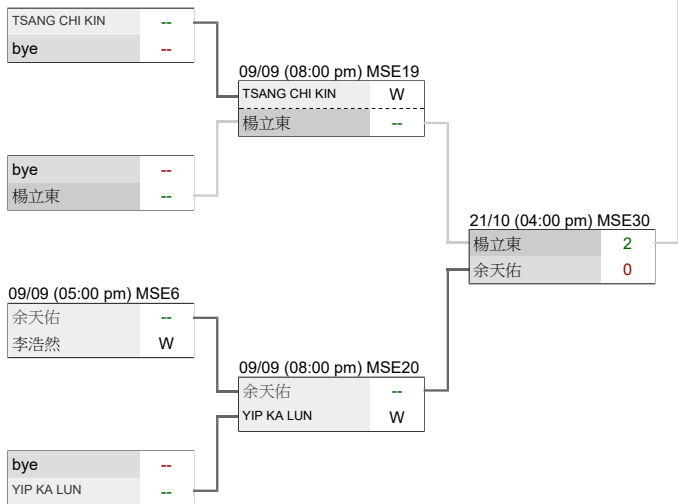 TSANG CHI KIN --
bye --
09/09 (08:00 pm) MSE19
TSANG CHI KIN W
楊立東 --
bye --
楊立東 --
21/10 (04:00 pm) MSE30
楊立東 2
余天佑 0
09/09 (05:00 pm) MSE6
余天佑 --
李浩然 W
09/09 (08:00 pm) MSE20
余天佑 --
YIP KA LUN W
bye --
YIP KA LUN --